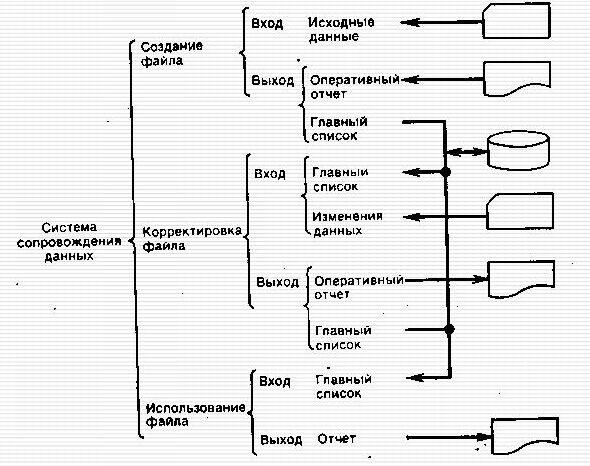 Вход Исходные
данные
Создание
файла
Выход Оперативный
отчет
Главный
список
Вход Главный
список
Изменения
данных
Система
сопровождения
данных
Корректировка
файла
Выход Оперативный
отчет
Главный
список
Вход Главный
список
Использование
файла
Выход Отчет